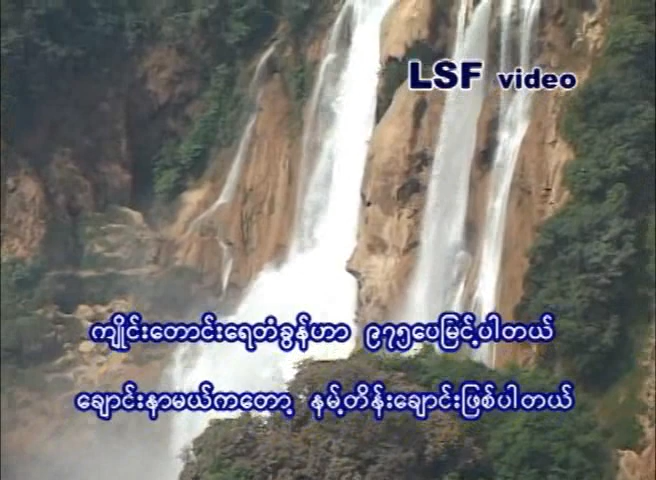 LSF video
ကျိုင်းတောင်းရေတံခွန်ဟာ ၉၇၅ပေမြင့်ပါတယ်
ချောင်းနာမယ်ကတော့ နမ့်တိန်းချောင်းဖြစ်ပါတယ်